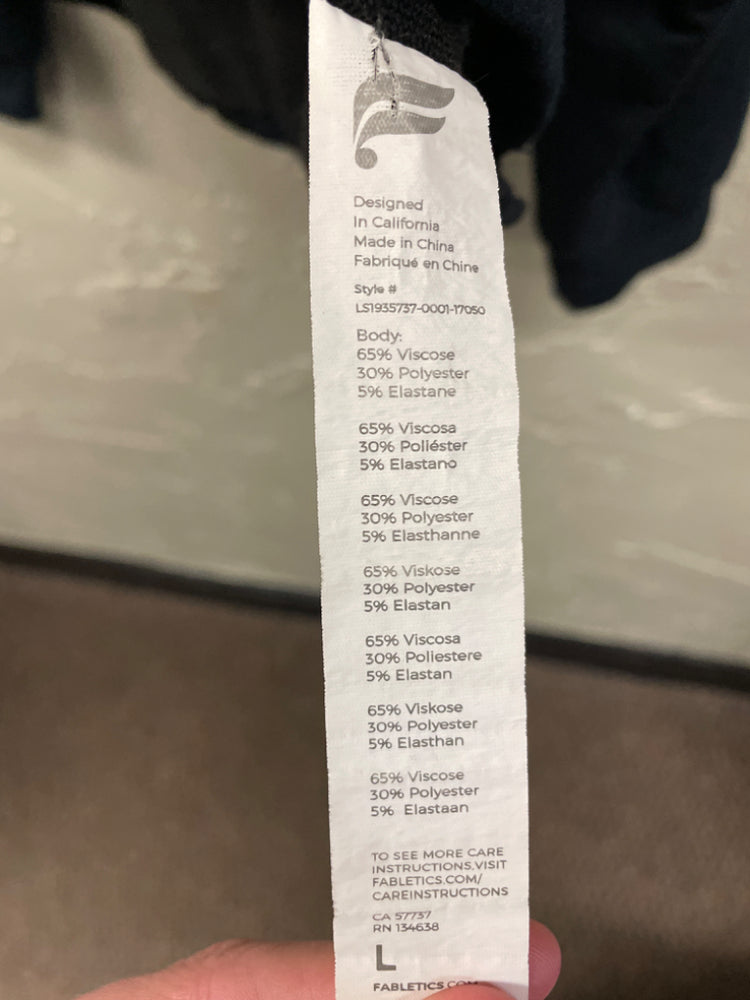 Designed
In California
Made in China
Fabriqué en Chine
Style #
LS1935737-0001-17050
Body:
65% Viscose
30% Polyester
5% Elastane
65% Viscosa
30% Poliéster
5% Elastano
65% Viscose
30% Polyester
5% Elasthanne
65% Viskose
30% Polyester
5% Elastan
65% Viscosa
30% Poliestere
5% Elastan
65% Viskose
30% Polyester
5% Elasthan
65% Viscose
30% Polyester
5% Elastaan
TO SEE MORE CARE
INSTRUCTIONS,VISIT
FABLETICS.COM/
CAREINSTRUCTIONS
CA 57737
RN 134638
L
FABLETICS.COM